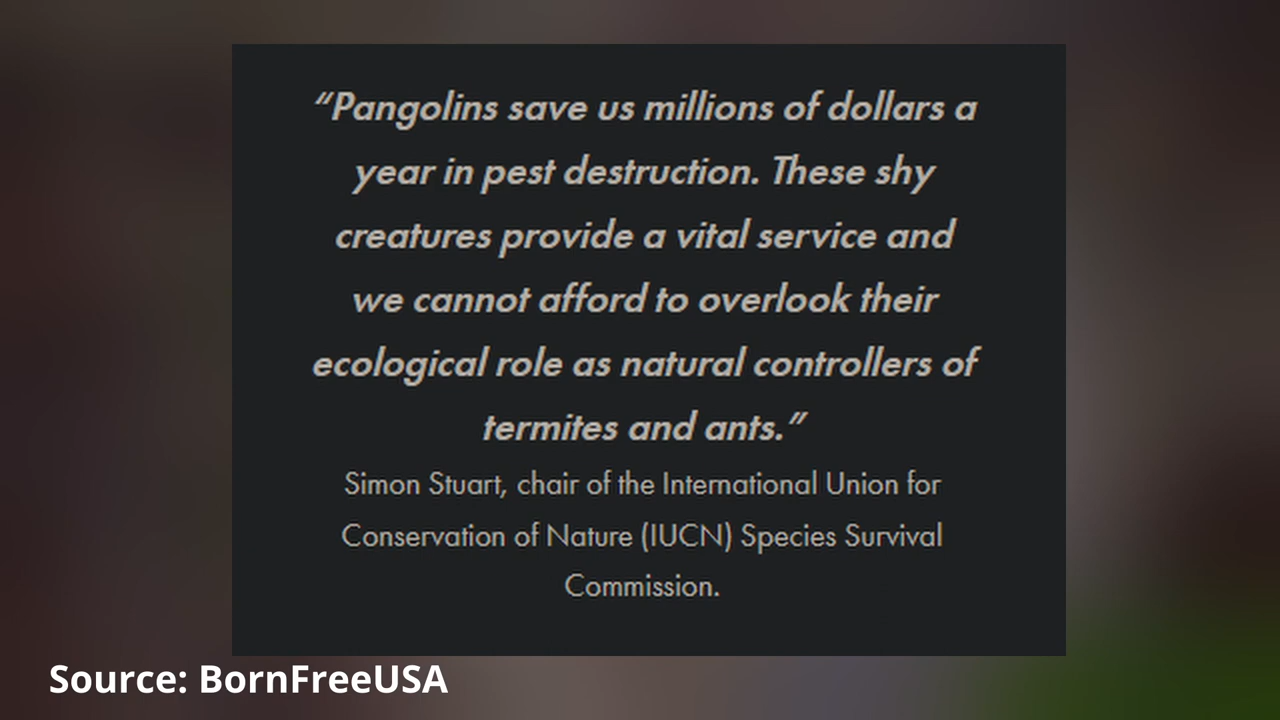 “Pangolins save us millions of dollars a
year in pest destruction. These shy
creatures provide a vital service and
we cannot afford to overlook their
ecological role as natural controllers of
termites and ants.”
Simon Stuart, chair of the International Union for
Conservation of Nature (IUCN) Species Survival
Commission.
Source: BornFreeUSA